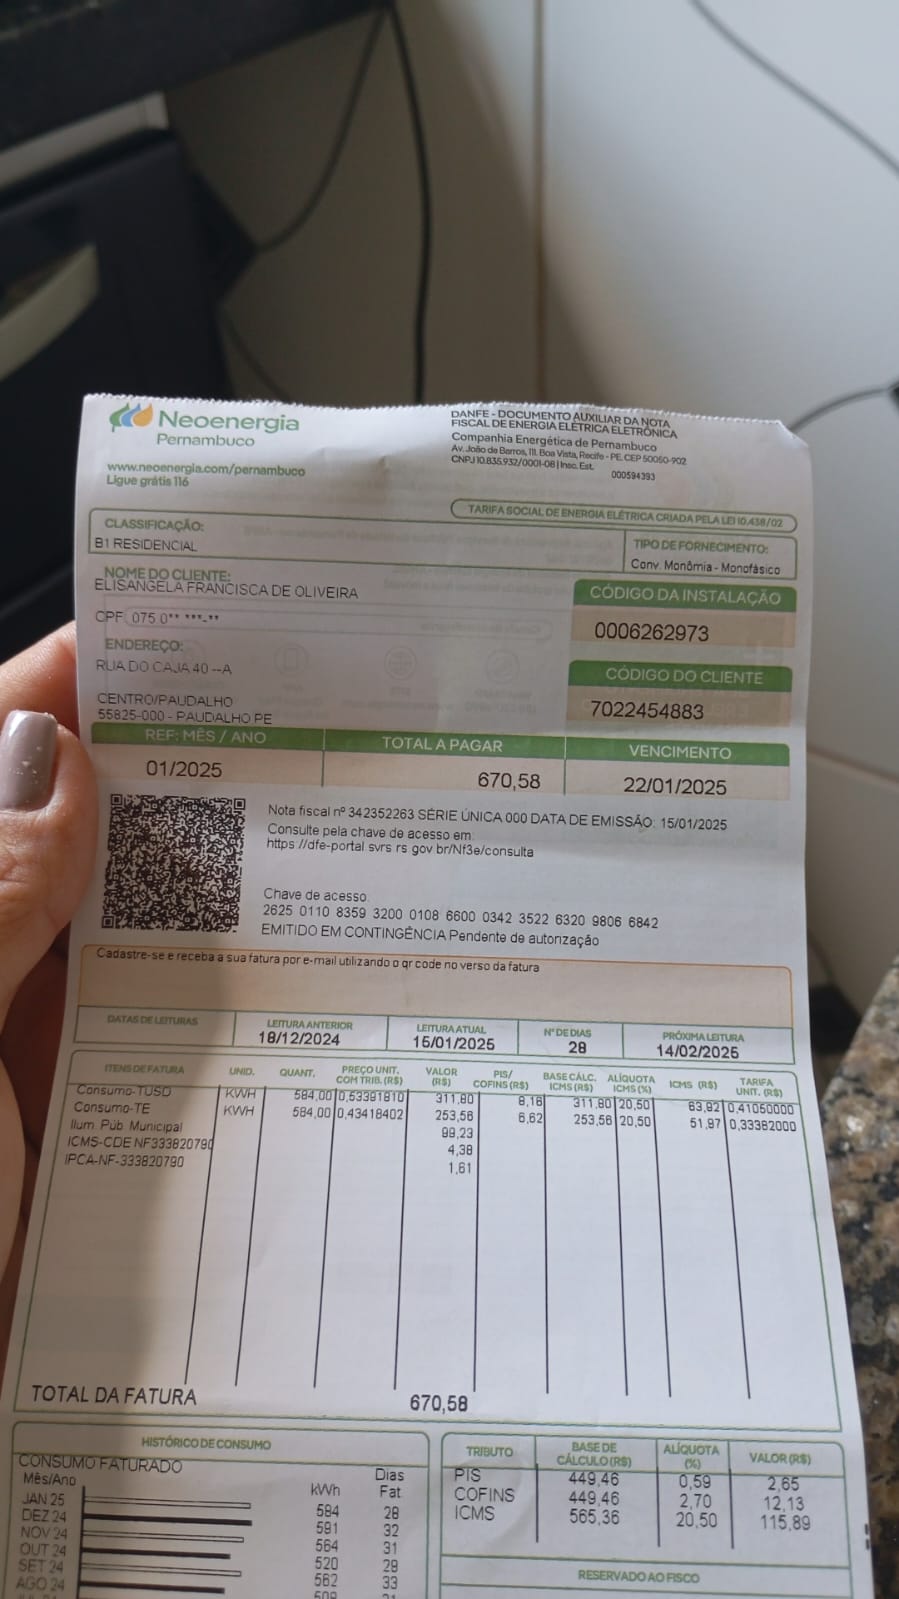 Neoenergia
Pernambuco
www.neoenergia.com/pernambuco
Ligue grátis 116
DANFE - DOCUMENTO AUXILIAR DA NOTA
FISCAL DE ENERGIA ELÉTRICA ELETRÔNICA
Companhia Energética de Pernambuco
Av. João de Barros, 111, Boa Vista, Recife - PE. CEP 50050-902
CNPJ 10.835.932/0001-08 | Insc. Est.
000594393
TARIFA SOCIAL DE ENERGIA ELÉTRICA CRIADA PELA LEI 10.438/02
CLASSIFICAÇÃO:
B1 RESIDENCIAL
TIPO DE FORNECIMENTO:
Conv. Monômia - Monofásico
NOME DO CLIENTE:
ELISANGELA FRANCISCA DE OLIVEIRA
CPF: 075 0** ***-**
ENDEREÇO:
RUA DO CAJA 40 --A
CENTRO/PAUDALHO
55825-000 - PAUDALHO PE
CÓDIGO DA INSTALAÇÃO
0006262973
CÓDIGO DO CLIENTE
7022454883
REF: MÊS / ANO TOTAL A PAGAR VENCIMENTO
01/2025 670,58 22/01/2025
Nota fiscal nº 342352263 SÉRIE ÚNICA 000 DATA DE EMISSÃO: 15/01/2025
Consulte pela chave de acesso em:
https://dfe-portal svrs rs gov br/Nf3e/consulta
Chave de acesso:
2625 0110 8359 3200 0108 6600 0342 3522 6320 9806 6842
EMITIDO EM CONTINGÊNCIA Pendente de autorização
Cadastre-se e receba a sua fatura por e-mail utilizando o qr code no verso da fatura
DATAS DE LEITURAS LEITURA ANTERIOR LEITURA ATUAL Nº DE DIAS PRÓXIMA LEITURA
18/12/2024 15/01/2025 28 14/02/2025
ITENS DE FATURA UNID. QUANT. PREÇO UNIT. COM TRIB. (R$) VALOR (R$) PIS/ COFINS (R$) BASE CÁLC. ICMS (R$) ALÍQUOTA ICMS (%) ICMS (R$) TARIFA UNIT. (R$)
Consumo-TUSD KWH 584,00 0,53391810 311,80 8,16 311,80 20,50 63,92 0,41050000
Consumo-TE KWH 584,00 0,43418402 253,56 6,62 253,56 20,50 51,97 0,33382000
Ilum. Púb. Municipal 99,23
ICMS-CDE NF333820790 4,38
IPCA-NF-333820790 1,61
TOTAL DA FATURA 670,58
HISTÓRICO DE CONSUMO
CONSUMO FATURADO
Mês/Ano kWh Dias Fat
JAN 25 584 28
DEZ 24 591 32
NOV 24 564 31
OUT 24 520 29
SET 24 562 33
AGO 24
TRIBUTO BASE DE CÁLCULO(R$) ALÍQUOTA (%) VALOR (R$)
PIS 449,46 0,59 2,65
COFINS 449,46 2,70 12,13
ICMS 565,36 20,50 115,89
RESERVADO AO FISCO